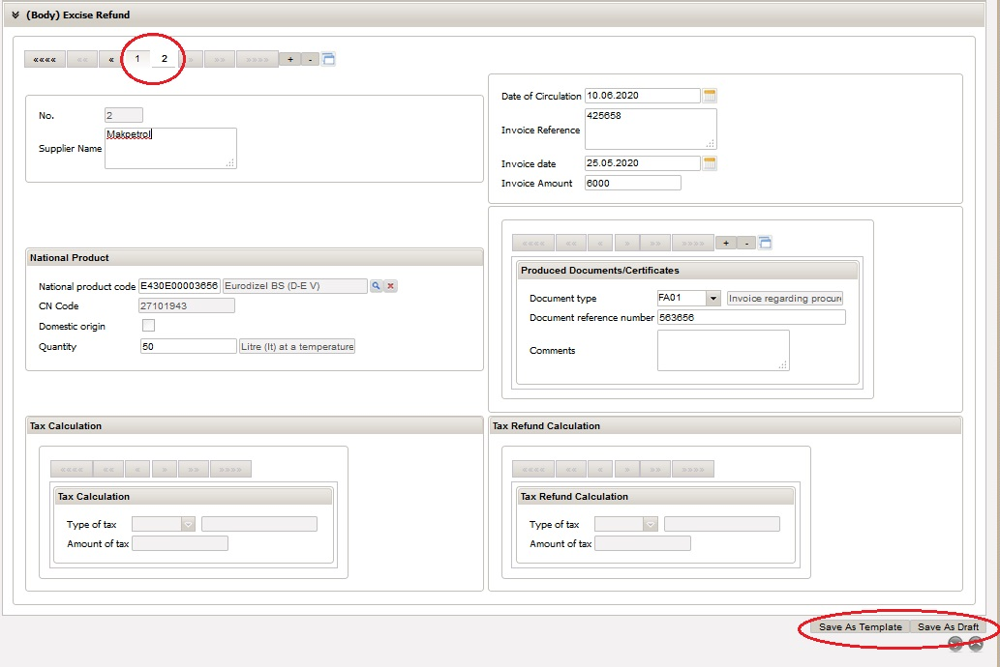 (Body) Excise Refund
«««« «« « 1 2 » »» »»»» + -
No. 2
Supplier Name Makpetrol
Date of Circulation 10.06.2020
Invoice Reference 425658
Invoice date 25.05.2020
Invoice Amount 6000
National Product
National product code E430E00003656 Eurodizel BS (D-E V)
CN Code 27101943
Domestic origin
Quantity 50 Litre (lt) at a temperature
«««« «« « » »» »»»» + -
Produced Documents/Certificates
Document type FA01 Invoice regarding procure
Document reference number 563656
Comments
Tax Calculation
«««« «« « » »» »»»»
Tax Calculation
Type of tax
Amount of tax
Tax Refund Calculation
«««« «« « » »» »»»»
Tax Refund Calculation
Type of tax
Amount of tax
Save As Template Save As Draft